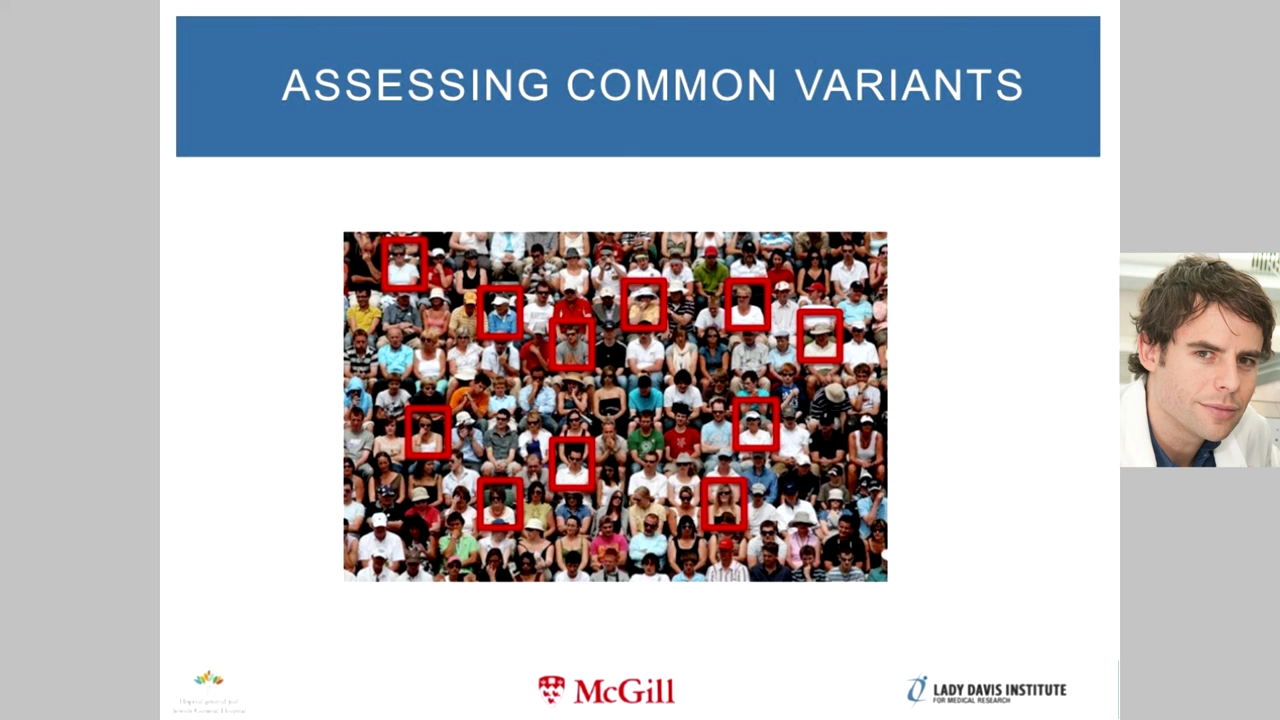 ASSESSING COMMON VARIANTS
McGill
LADY DAVIS INSTITUTE
FOR MEDICAL RESEARCH